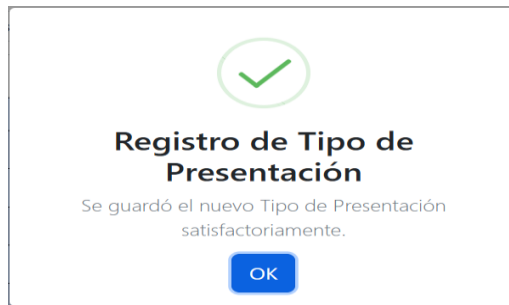 Registro de Tipo de
Presentación
Se guardó el nuevo Tipo de Presentación
satisfactoriamente.
OK